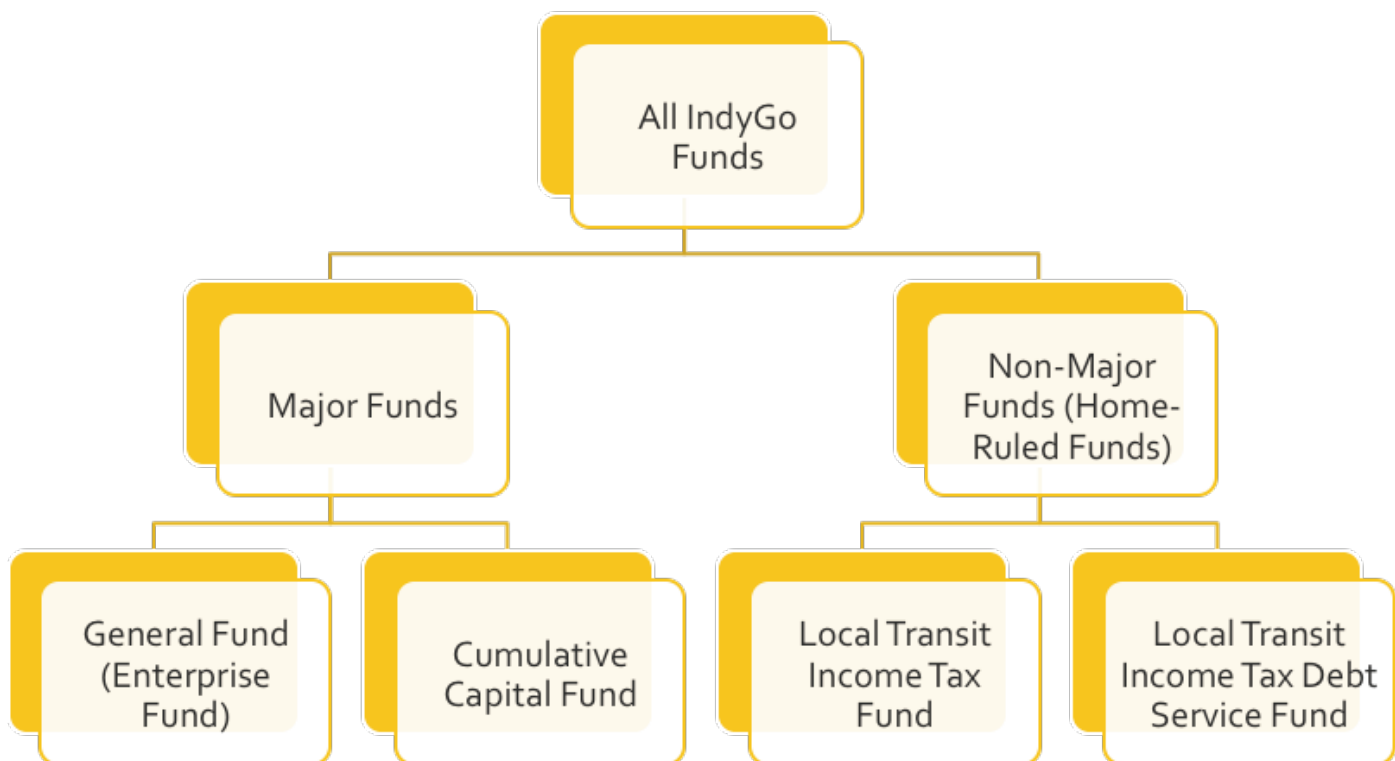 All IndyGo
Funds
Major Funds
Non-Major
Funds (Home-
Ruled Funds)
General Fund
(Enterprise
Fund)
Cumulative
Capital Fund
Local Transit
Income Tax
Fund
Local Transit
Income Tax Debt
Service Fund